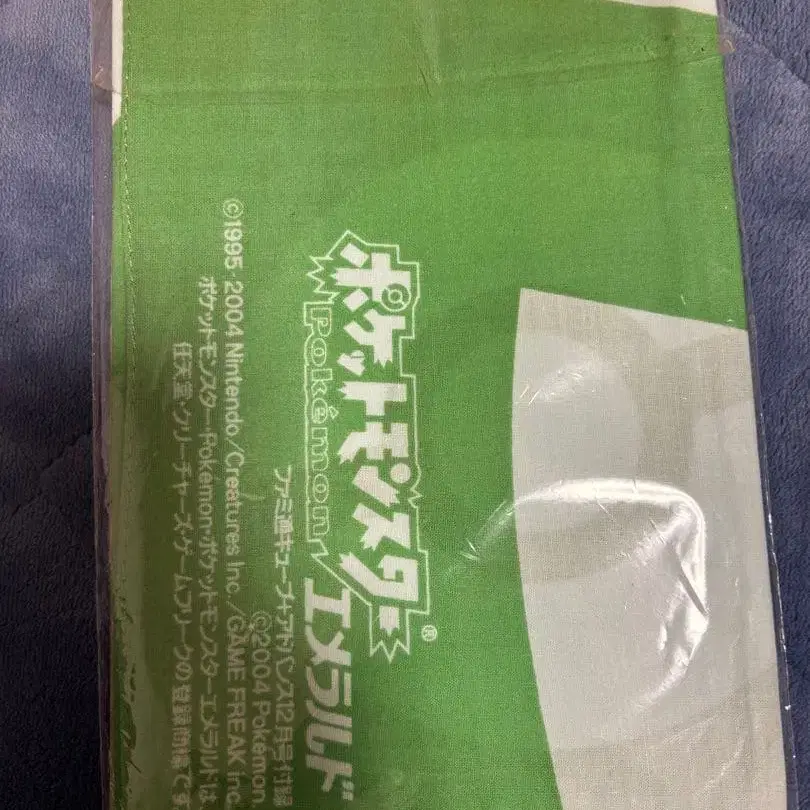 ポケットモンスター®
Pokémon
エメラルド
ファミ通キューブ+アドバンス12月号付録
©2004 Pokémon.
©1995-2004 Nintendo/Creatures Inc./GAME FREAK inc.
ポケットモンスター・Pokémon・ポケットモンスターエメラルドは
任天堂・クリーチャーズ・ゲームフリークの登録商標です